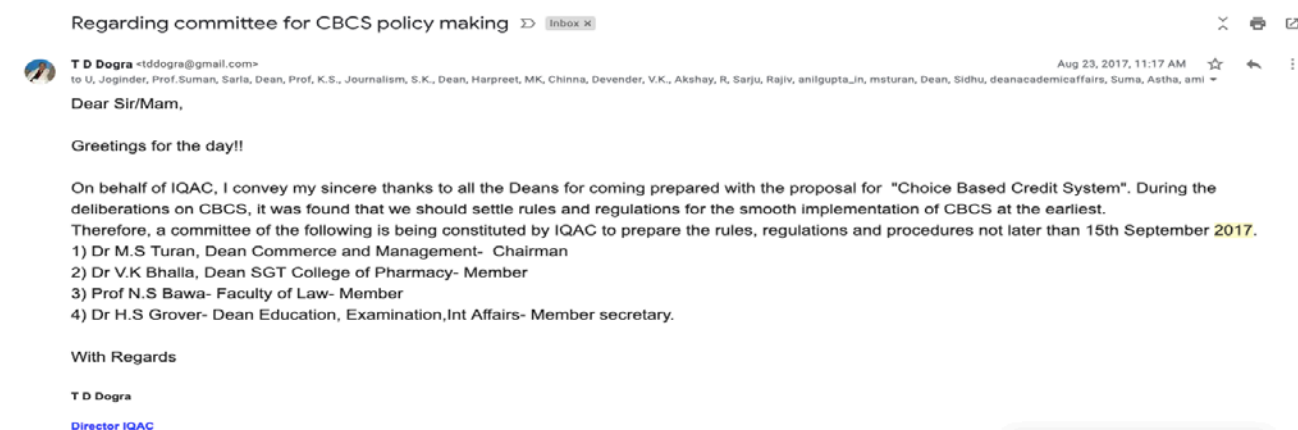 Regarding committee for CBCS policy making Inbox ×
T D Dogra <tddogra@gmail.com> Aug 23, 2017, 11:17 AM
to U, Joginder, Prof.Suman, Sarla, Dean, Prof, K.S., Journalism, S.K., Dean, Harpreet, MK, Chinna, Devender, V.K., Akshay, R, Sarju, Rajiv, anilgupta_in, msturan, Dean, Sidhu, deanacademicaffairs, Suma, Astha, ami
Dear Sir/Mam,
Greetings for the day!!
On behalf of IQAC, I convey my sincere thanks to all the Deans for coming prepared with the proposal for "Choice Based Credit System". During the
deliberations on CBCS, it was found that we should settle rules and regulations for the smooth implementation of CBCS at the earliest.
Therefore, a committee of the following is being constituted by IQAC to prepare the rules, regulations and procedures not later than 15th September 2017.
1) Dr M.S Turan, Dean Commerce and Management- Chairman
2) Dr V.K Bhalla, Dean SGT College of Pharmacy- Member
3) Prof N.S Bawa- Faculty of Law- Member
4) Dr H.S Grover- Dean Education, Examination,Int Affairs- Member secretary.
With Regards
T D Dogra
Director IQAC